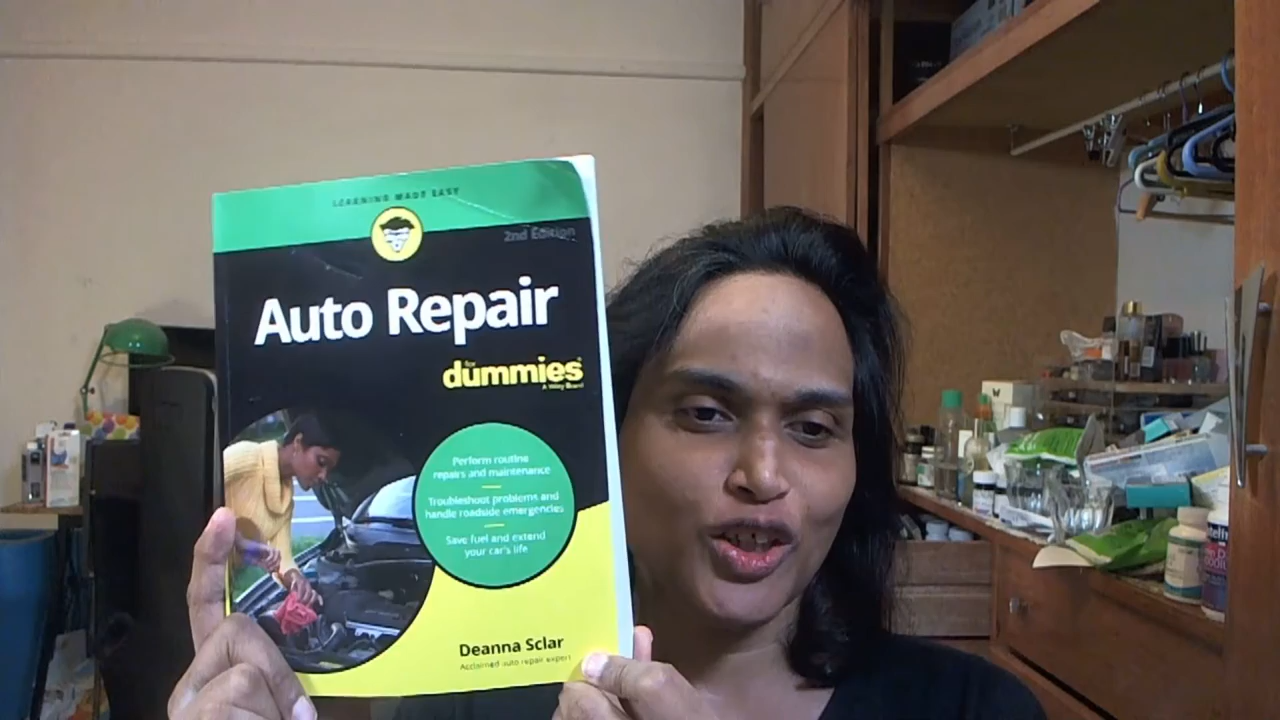 LEARNING MADE EASY
2nd Edition
Auto Repair
for
dummies
A Wiley Brand
Perform routine
repairs and maintenance
Troubleshoot problems and
handle roadside emergencies
Save fuel and extend
your car's life
Deanna Sclar
Acclaimed auto repair expert